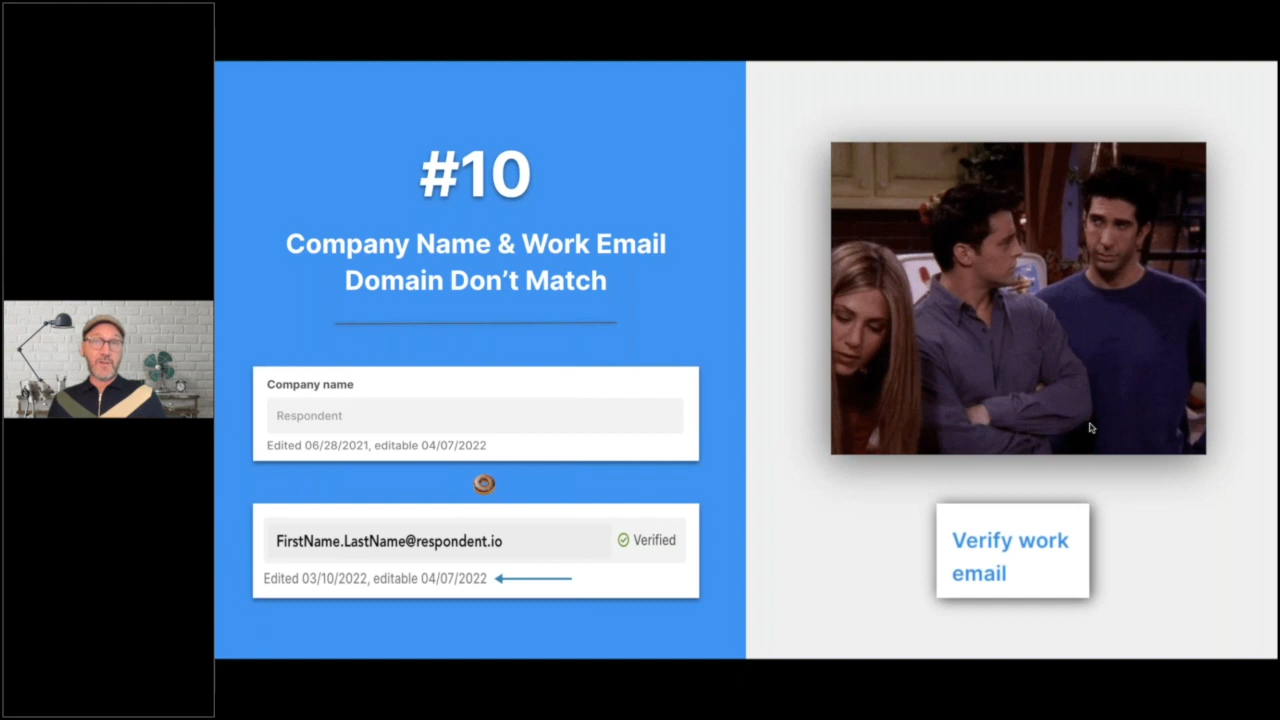 #10
Company Name & Work Email
Domain Don’t Match
Company name
Respondent
Edited 06/28/2021, editable 04/07/2022
FirstName.LastName@respondent.io
Verified
Edited 03/10/2022, editable 04/07/2022
Verify work
email